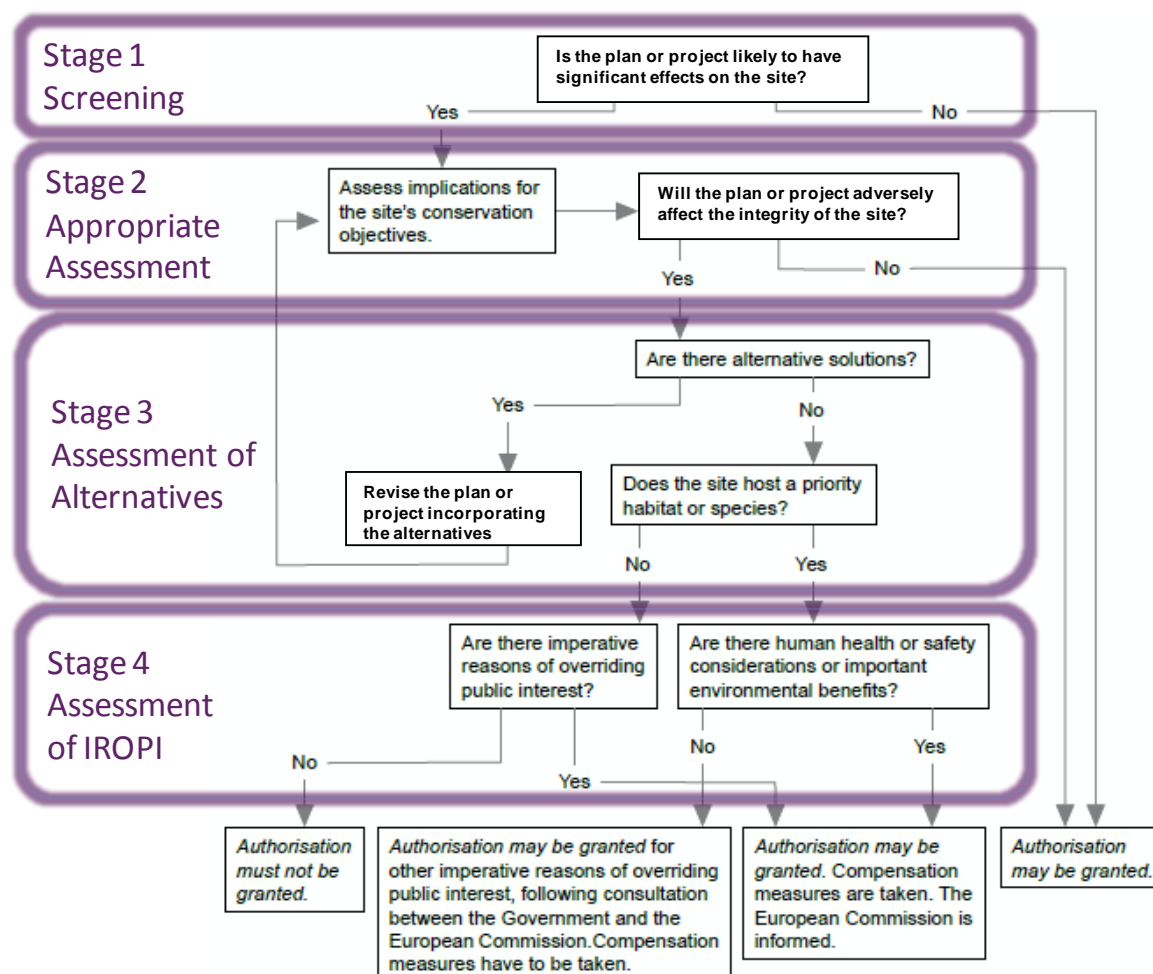 Stage 1
Screening
Is the plan or project likely to have
significant effects on the site?
Yes
No
Stage 2
Appropriate
Assessment
Assess implications for
the site's conservation
objectives.
Will the plan or project adversely
affect the integrity of the site?
Yes
No
Stage 3
Assessment of
Alternatives
Are there alternative solutions?
Yes
No
Revise the plan or
project incorporating
the alternatives
Does the site host a priority
habitat or species?
No
Yes
Stage 4
Assessment
of IROPI
Are there imperative
reasons of overriding
public interest?
Are there human health or safety
considerations or important
environmental benefits?
No
Yes
No
Yes
Authorisation
must not be
granted.
Authorisation may be granted for
other imperative reasons of overriding
public interest, following consultation
between the Government and the
European Commission.Compensation
measures have to be taken.
Authorisation may be
granted. Compensation
measures are taken. The
European Commission is
informed.
Authorisation
may be granted.